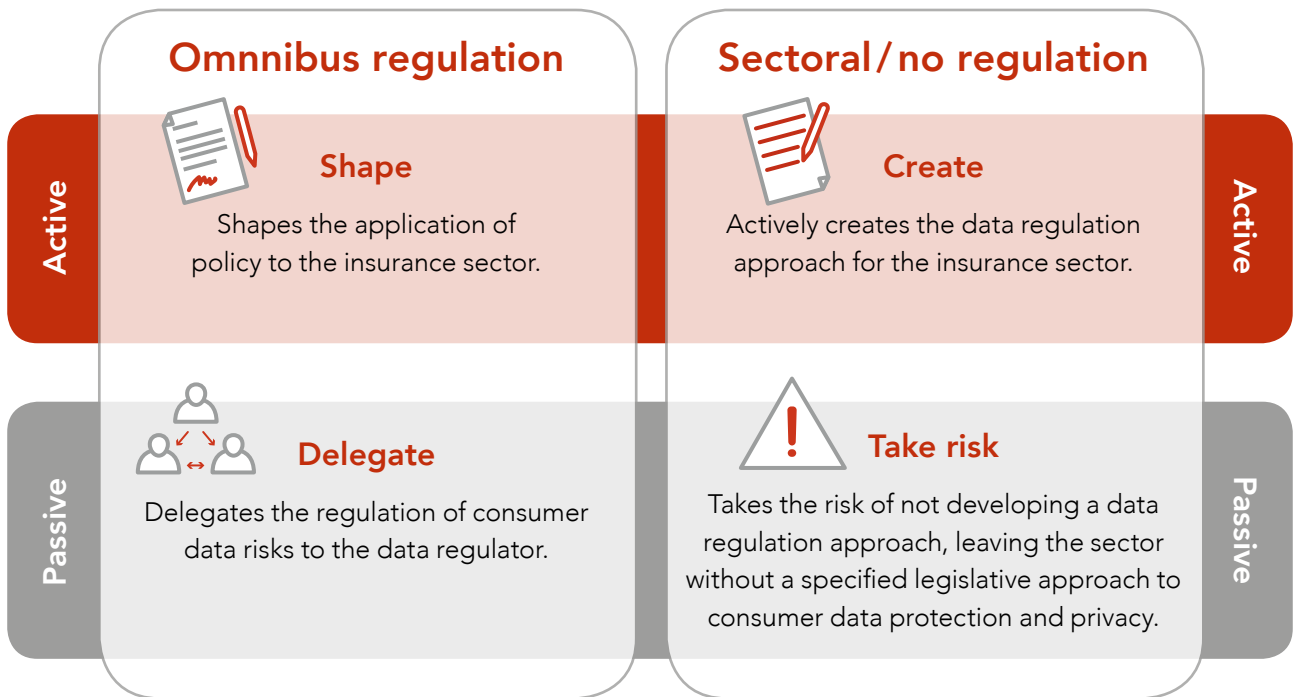 Omnnibus regulation
Sectoral/no regulation
Active
Shape
Shapes the application of
policy to the insurance sector.
Create
Actively creates the data regulation
approach for the insurance sector.
Active
Passive
Delegate
Delegates the regulation of consumer
data risks to the data regulator.
Take risk
Takes the risk of not developing a data
regulation approach, leaving the sector
without a specified legislative approach to
consumer data protection and privacy.
Passive